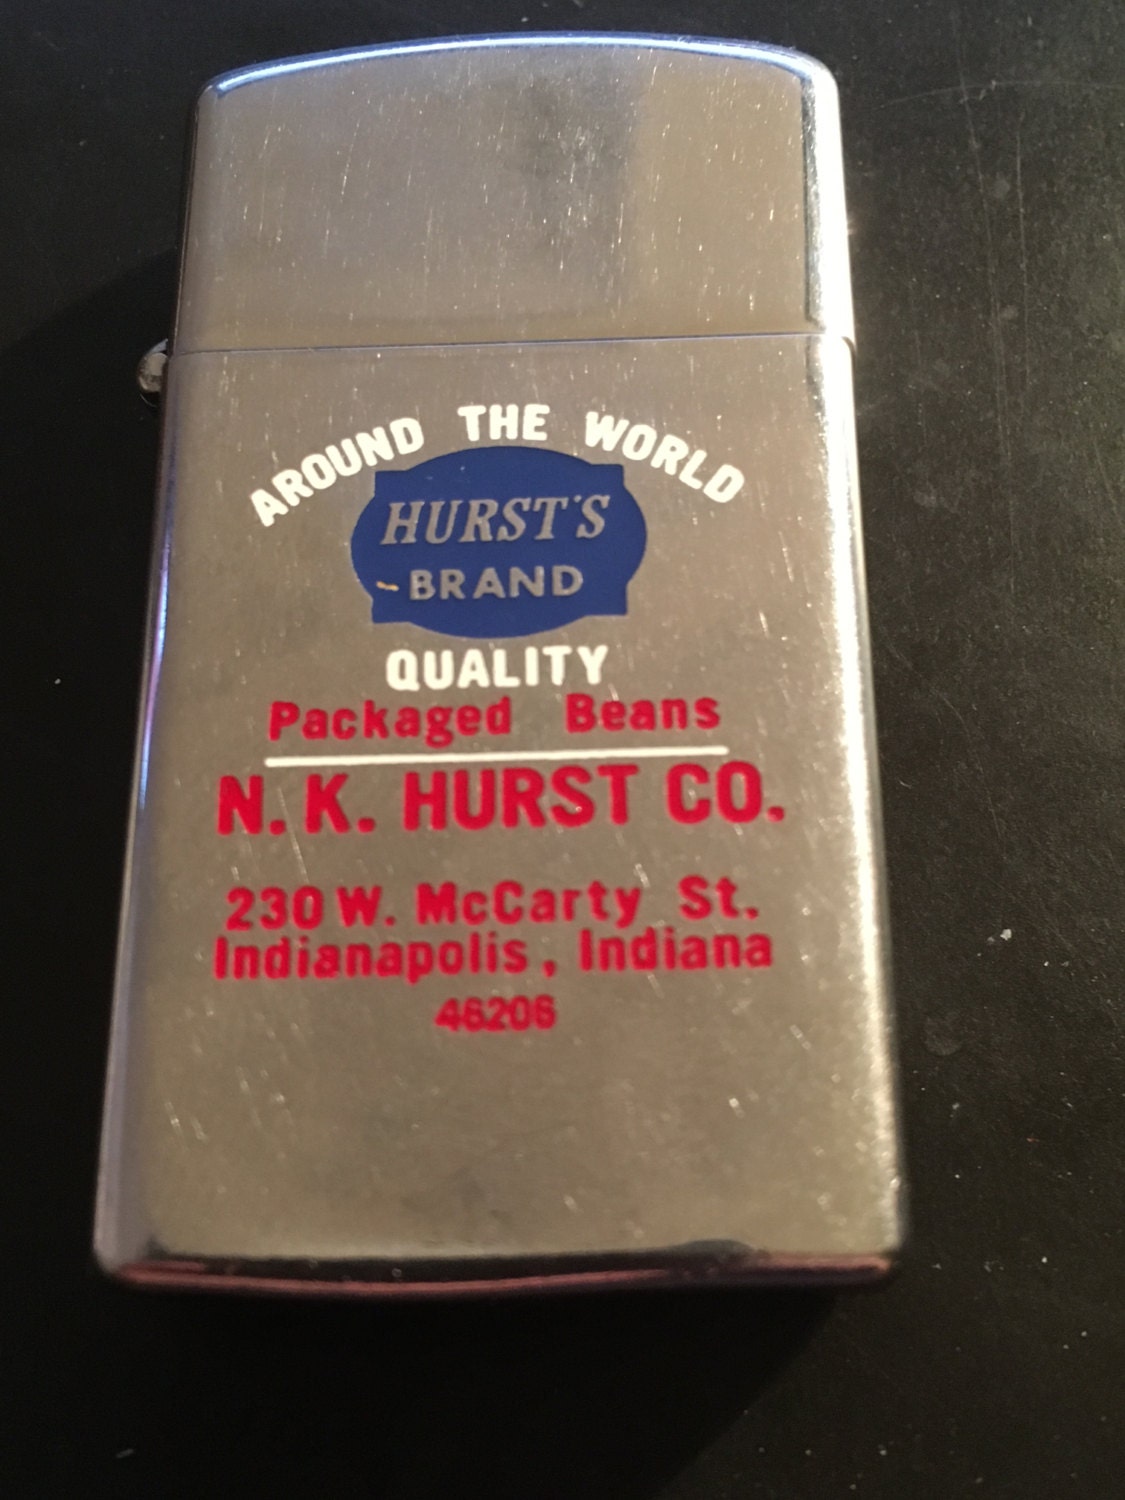 AROUND THE WORLD
HURST'S
BRAND
QUALITY
Packaged Beans
N. K. HURST CO.
230 W. McCarty St.
Indianapolis, Indiana
46206